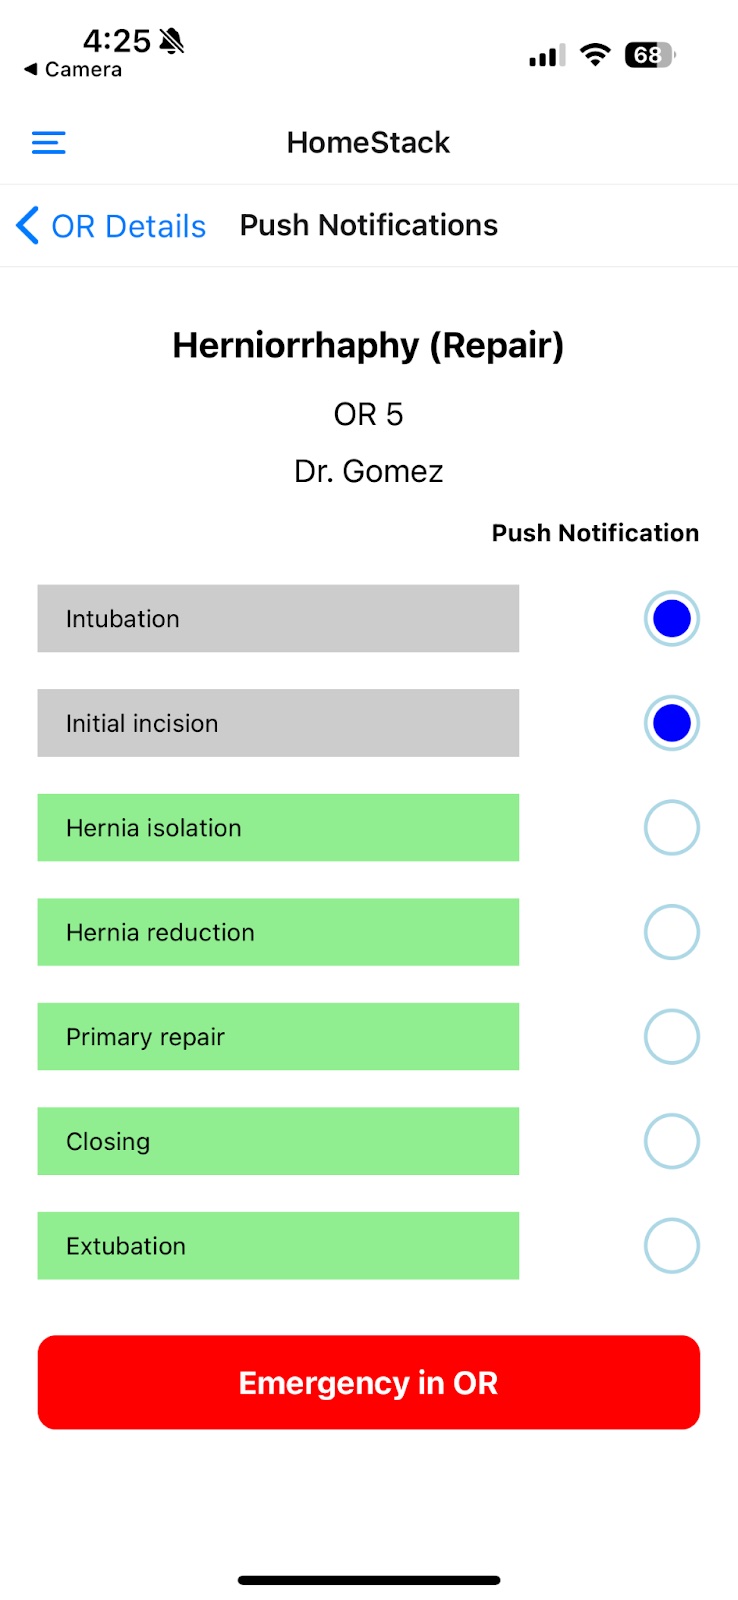 4:25
Camera
68
HomeStack
OR Details Push Notifications
Herniorrhaphy (Repair)
OR 5
Dr. Gomez
Push Notification
Intubation
Initial incision
Hernia isolation
Hernia reduction
Primary repair
Closing
Extubation
Emergency in OR